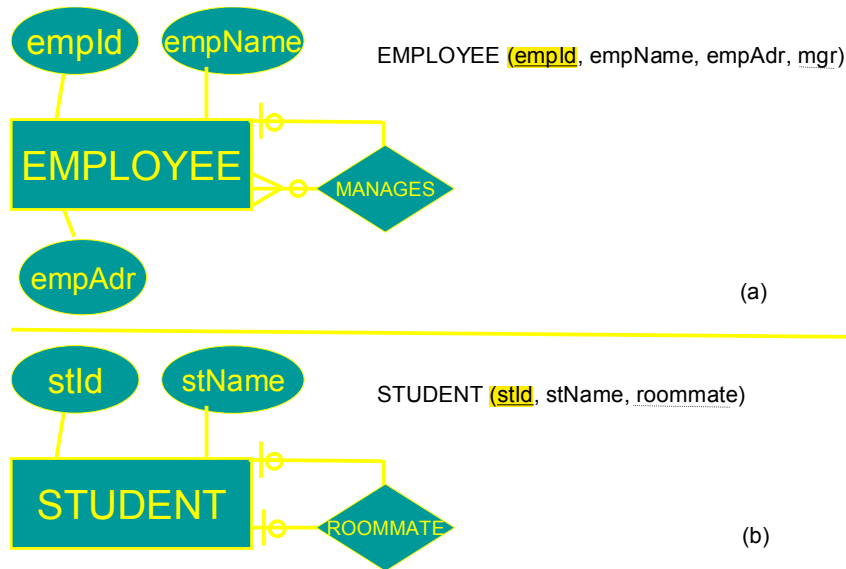 empId
empName
EMPLOYEE (empId, empName, empAdr, mgr)
EMPLOYEE
MANAGES
empAdr
(a)
stId
stName
STUDENT (stId, stName, roommate)
STUDENT
ROOMMATE
(b)